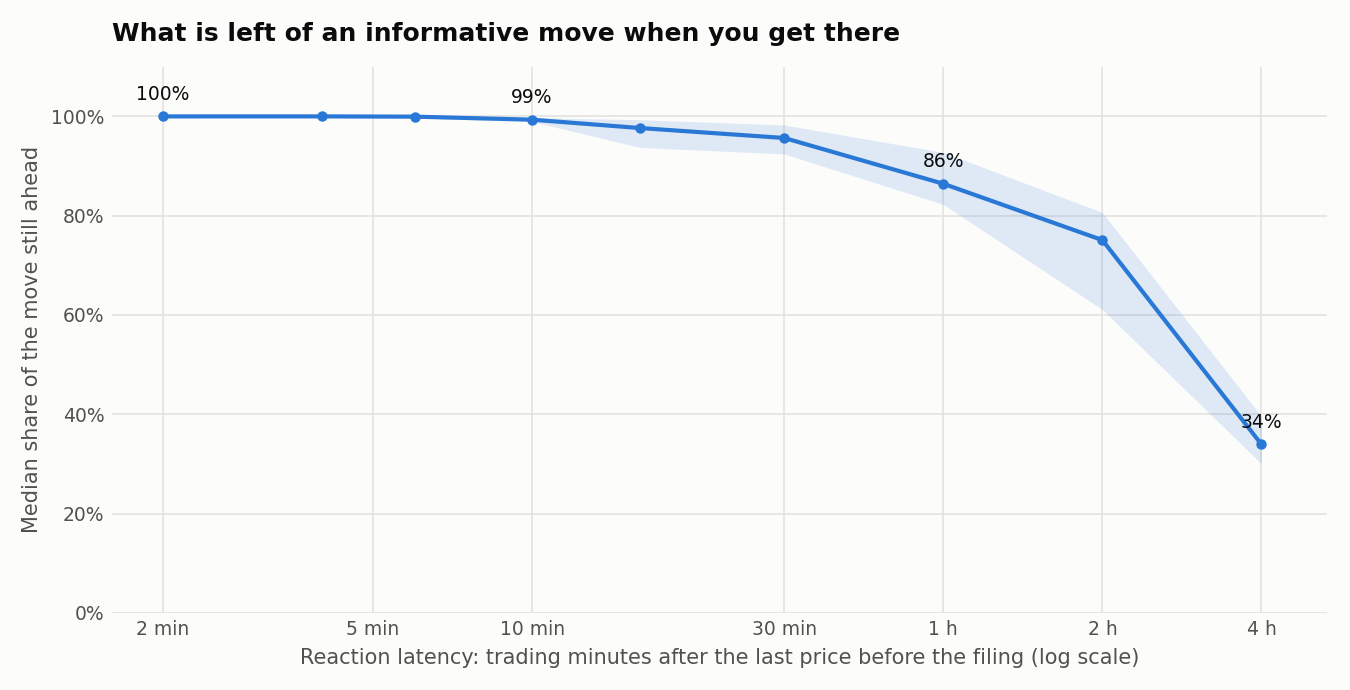 What is left of an informative move when you get there
100%
99%
86%
34%
Median share of the move still ahead
100%
80%
60%
40%
20%
0%
2 min
5 min
10 min
30 min
1 h
2 h
4 h
Reaction latency: trading minutes after the last price before the filing (log scale)